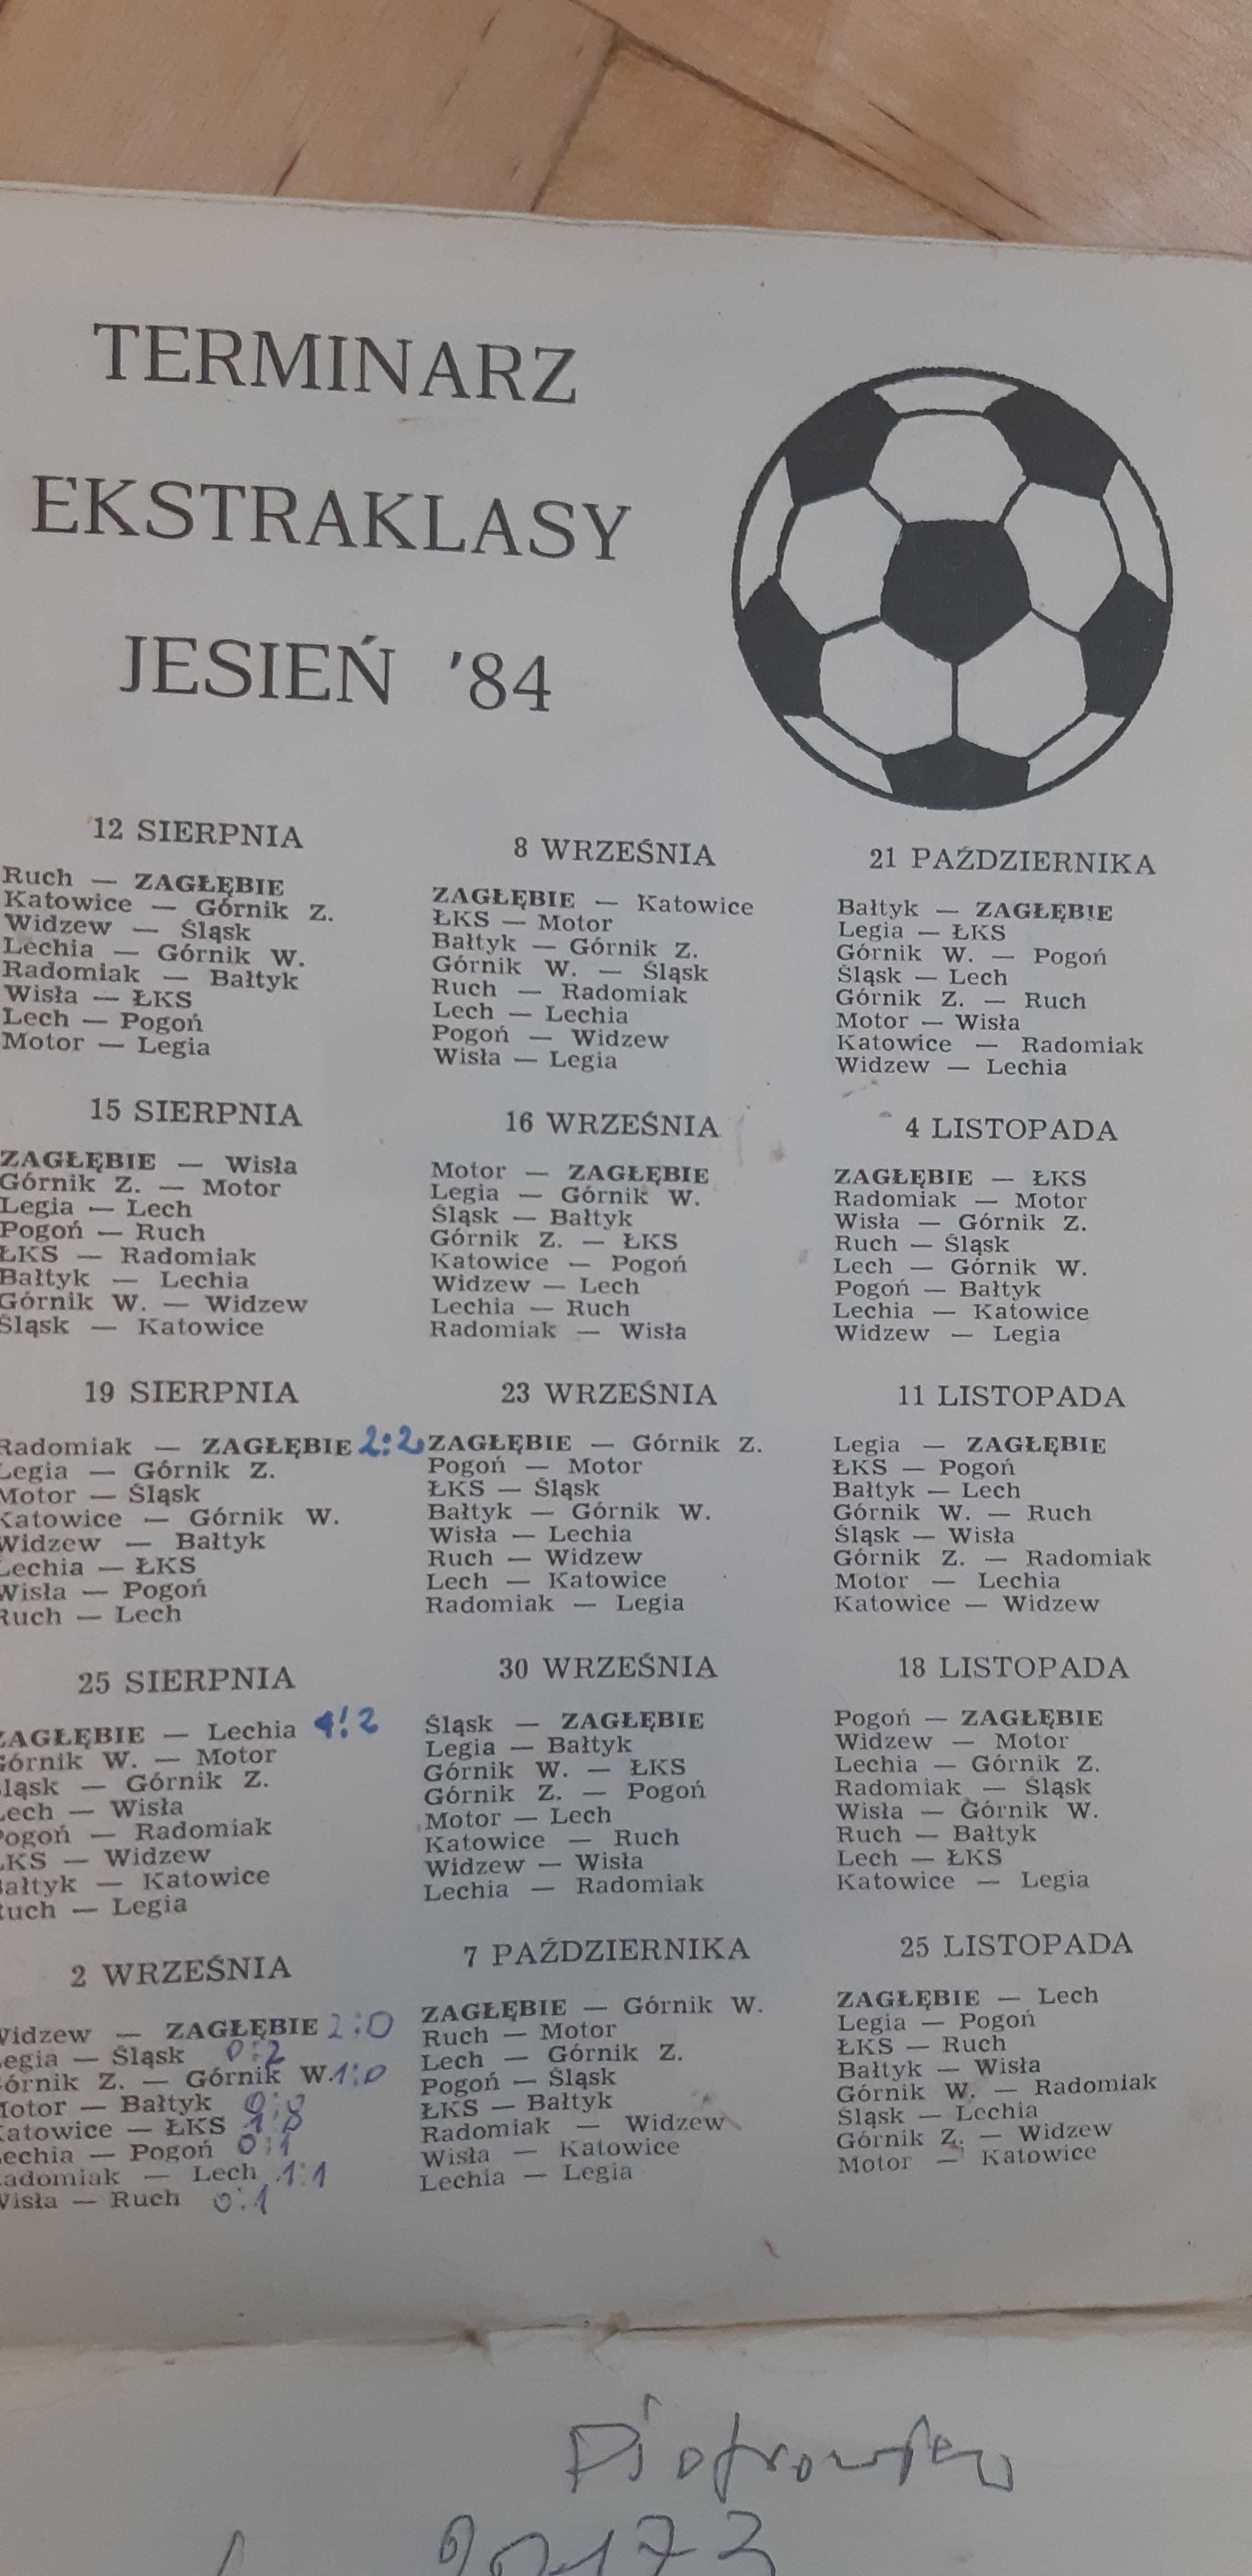 TERMINARZ
EKSTRAKLASY
JESIEŃ '84
12 SIERPNIA
Ruch — ZAGŁĘBIE
Katowice — Górnik Z.
Widzew — Śląsk
Lechia — Górnik W.
Radomiak — Bałtyk
Wisła — ŁKS
Lech — Pogoń
Motor — Legia
15 SIERPNIA
ZAGŁĘBIE — Wisła
Górnik Z. — Motor
Legia — Lech
Pogoń — Ruch
ŁKS — Radomiak
Bałtyk — Lechia
Górnik W. — Widzew
Śląsk — Katowice
19 SIERPNIA
Radomiak — ZAGŁĘBIE 2:2
Legia — Górnik Z.
Motor — Śląsk
Katowice — Górnik W.
Widzew — Bałtyk
Lechia — ŁKS
Wisła — Pogoń
Ruch — Lech
25 SIERPNIA
ZAGŁĘBIE — Lechia
Górnik W. — Motor
Śląsk — Górnik Z.
Lech — Wisła
Pogoń — Radomiak
ŁKS — Widzew
Bałtyk — Katowice
Ruch — Legia
2 WRZEŚNIA
Widzew — ZAGŁĘBIE 2:0
Legia — Śląsk 0:2
Górnik Z. — Górnik W. 1:0
Motor — Bałtyk
Katowice — ŁKS
Lechia — Pogoń 0:1
Radomiak — Lech 1:1
Wisła — Ruch 0:1
8 WRZEŚNIA
ZAGŁĘBIE — Katowice
ŁKS — Motor
Bałtyk — Górnik Z.
Górnik W. — Śląsk
Ruch — Radomiak
Lech — Lechia
Pogoń — Widzew
Wisła — Legia
16 WRZEŚNIA
Motor — ZAGŁĘBIE
Legia — Górnik W.
Śląsk — Bałtyk
Górnik Z. — ŁKS
Katowice — Pogoń
Widzew — Lech
Lechia — Ruch
Radomiak — Wisła
23 WRZEŚNIA
ZAGŁĘBIE — Górnik Z.
Pogoń — Motor
ŁKS — Śląsk
Bałtyk — Górnik W.
Wisła — Lechia
Ruch — Widzew
Lech — Katowice
Radomiak — Legia
30 WRZEŚNIA
Śląsk — ZAGŁĘBIE
Legia — Bałtyk
Górnik W. — ŁKS
Górnik Z. — Pogoń
Motor — Lech
Katowice — Ruch
Widzew — Wisła
Lechia — Radomiak
7 PAŹDZIERNIKA
ZAGŁĘBIE — Górnik W.
Ruch — Motor
Lech — Górnik Z.
Pogoń — Śląsk
ŁKS — Bałtyk
Radomiak — Widzew
Wisła — Katowice
Lechia — Legia
21 PAŹDZIERNIKA
Bałtyk — ZAGŁĘBIE
Legia — ŁKS
Górnik W. — Pogoń
Śląsk — Lech
Górnik Z. — Ruch
Motor — Wisła
Katowice — Radomiak
Widzew — Lechia
4 LISTOPADA
ZAGŁĘBIE — ŁKS
Radomiak — Motor
Wisła — Górnik Z.
Ruch — Śląsk
Lech — Górnik W.
Pogoń — Bałtyk
Lechia — Katowice
Widzew — Legia
11 LISTOPADA
Legia — ZAGŁĘBIE
ŁKS — Pogoń
Bałtyk — Lech
Górnik W. — Ruch
Śląsk — Wisła
Górnik Z. — Radomiak
Motor — Lechia
Katowice — Widzew
18 LISTOPADA
Pogoń — ZAGŁĘBIE
Widzew — Motor
Lechia — Górnik Z.
Radomiak — Śląsk
Wisła — Górnik W.
Ruch — Bałtyk
Lech — ŁKS
Katowice — Legia
25 LISTOPADA
ZAGŁĘBIE — Lech
Legia — Pogoń
ŁKS — Ruch
Bałtyk — Wisła
Górnik W. — Radomiak
Śląsk — Lechia
Górnik Z. — Widzew
Motor — Katowice